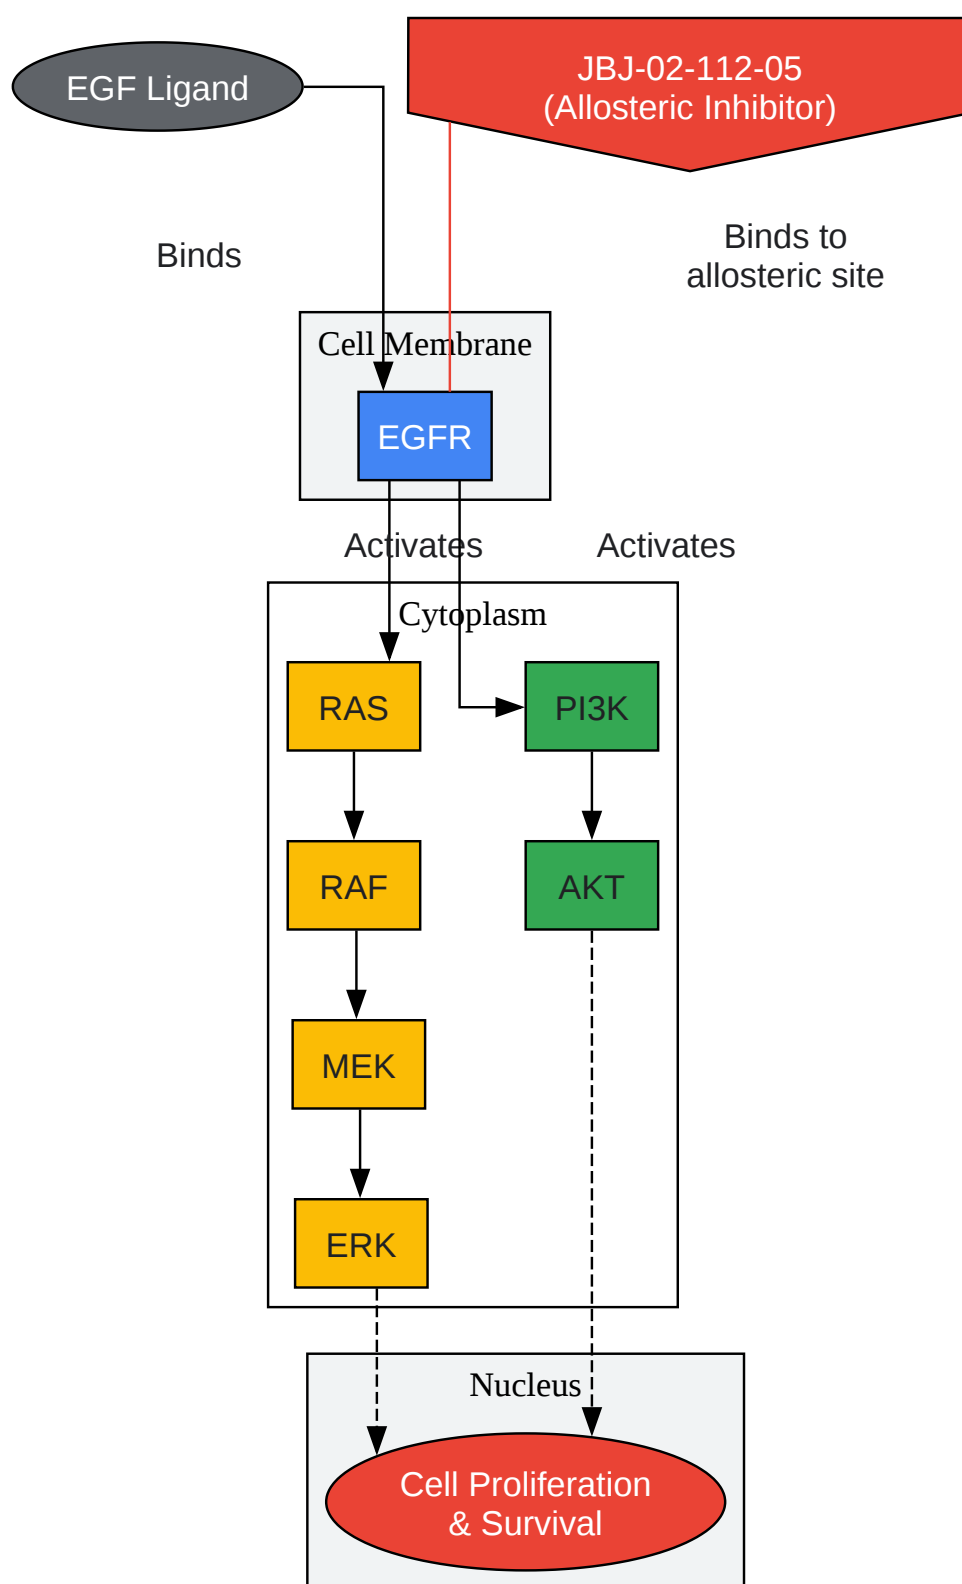 EGF Ligand
JBJ-02-112-05
(Allosteric Inhibitor)
Binds
Binds to
allosteric site
Cell Membrane
EGFR
Activates
Activates
Cytoplasm
RAS
PI3K
RAF
AKT
MEK
ERK
Nucleus
Cell Proliferation
& Survival